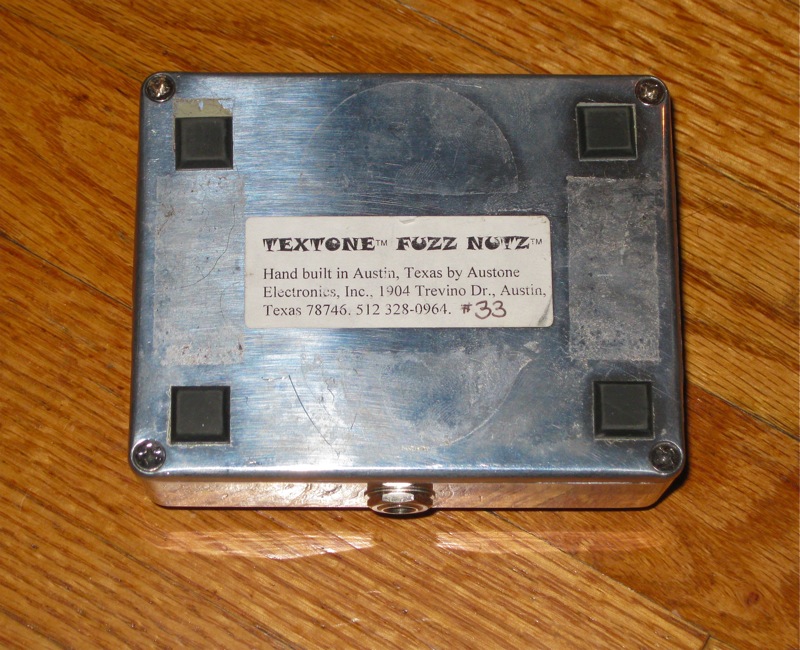 TEXTONE™ FUZZ NUTZ™
Hand built in Austin, Texas by Austone
Electronics, Inc., 1904 Trevino Dr., Austin,
Texas 78746. 512 328-0964. #33